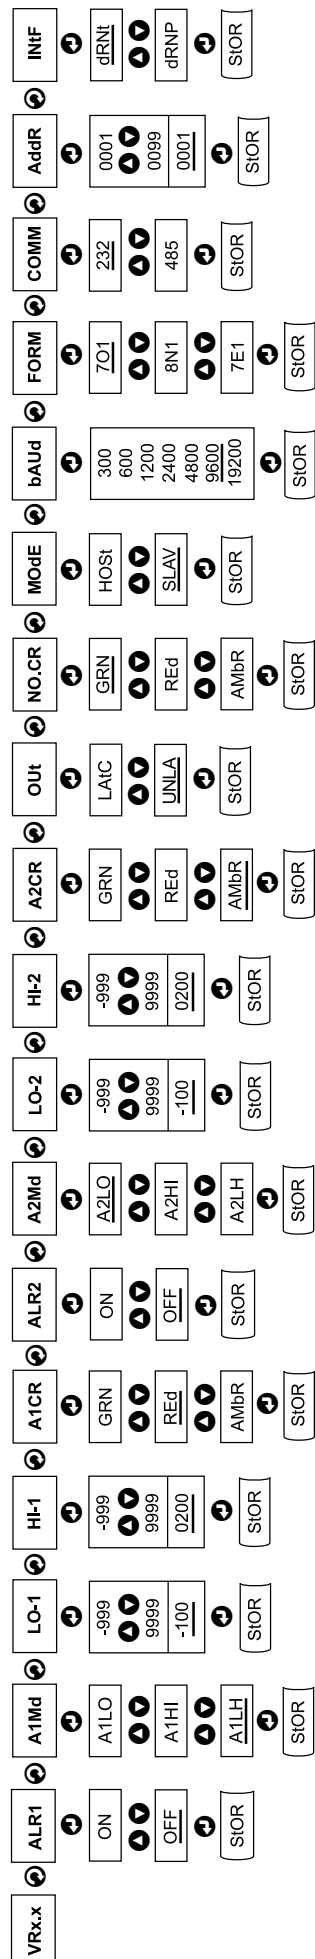 VRx.x
ALR1
ON
OFF
StOR
A1Md
A1LO
A1HI
A1LH
StOR
LO-1
-999
9999
-100
StOR
HI-1
-999
9999
0200
StOR
A1CR
GRN
REd
AMbR
StOR
ALR2
ON
OFF
StOR
A2Md
A2LO
A2HI
A2LH
StOR
LO-2
-999
9999
-100
StOR
HI-2
-999
9999
0200
StOR
A2CR
GRN
REd
AMbR
StOR
OUt
LAtC
UNLA
StOR
NO.CR
GRN
REd
AMbR
StOR
MOdE
HOSt
SLAV
StOR
bAUd
300
600
1200
2400
4800
9600
19200
StOR
FORM
7O1
8N1
7E1
StOR
COMM
232
485
StOR
AddR
0001
0099
0001
StOR
INtF
dRNt
dRNP
StOR